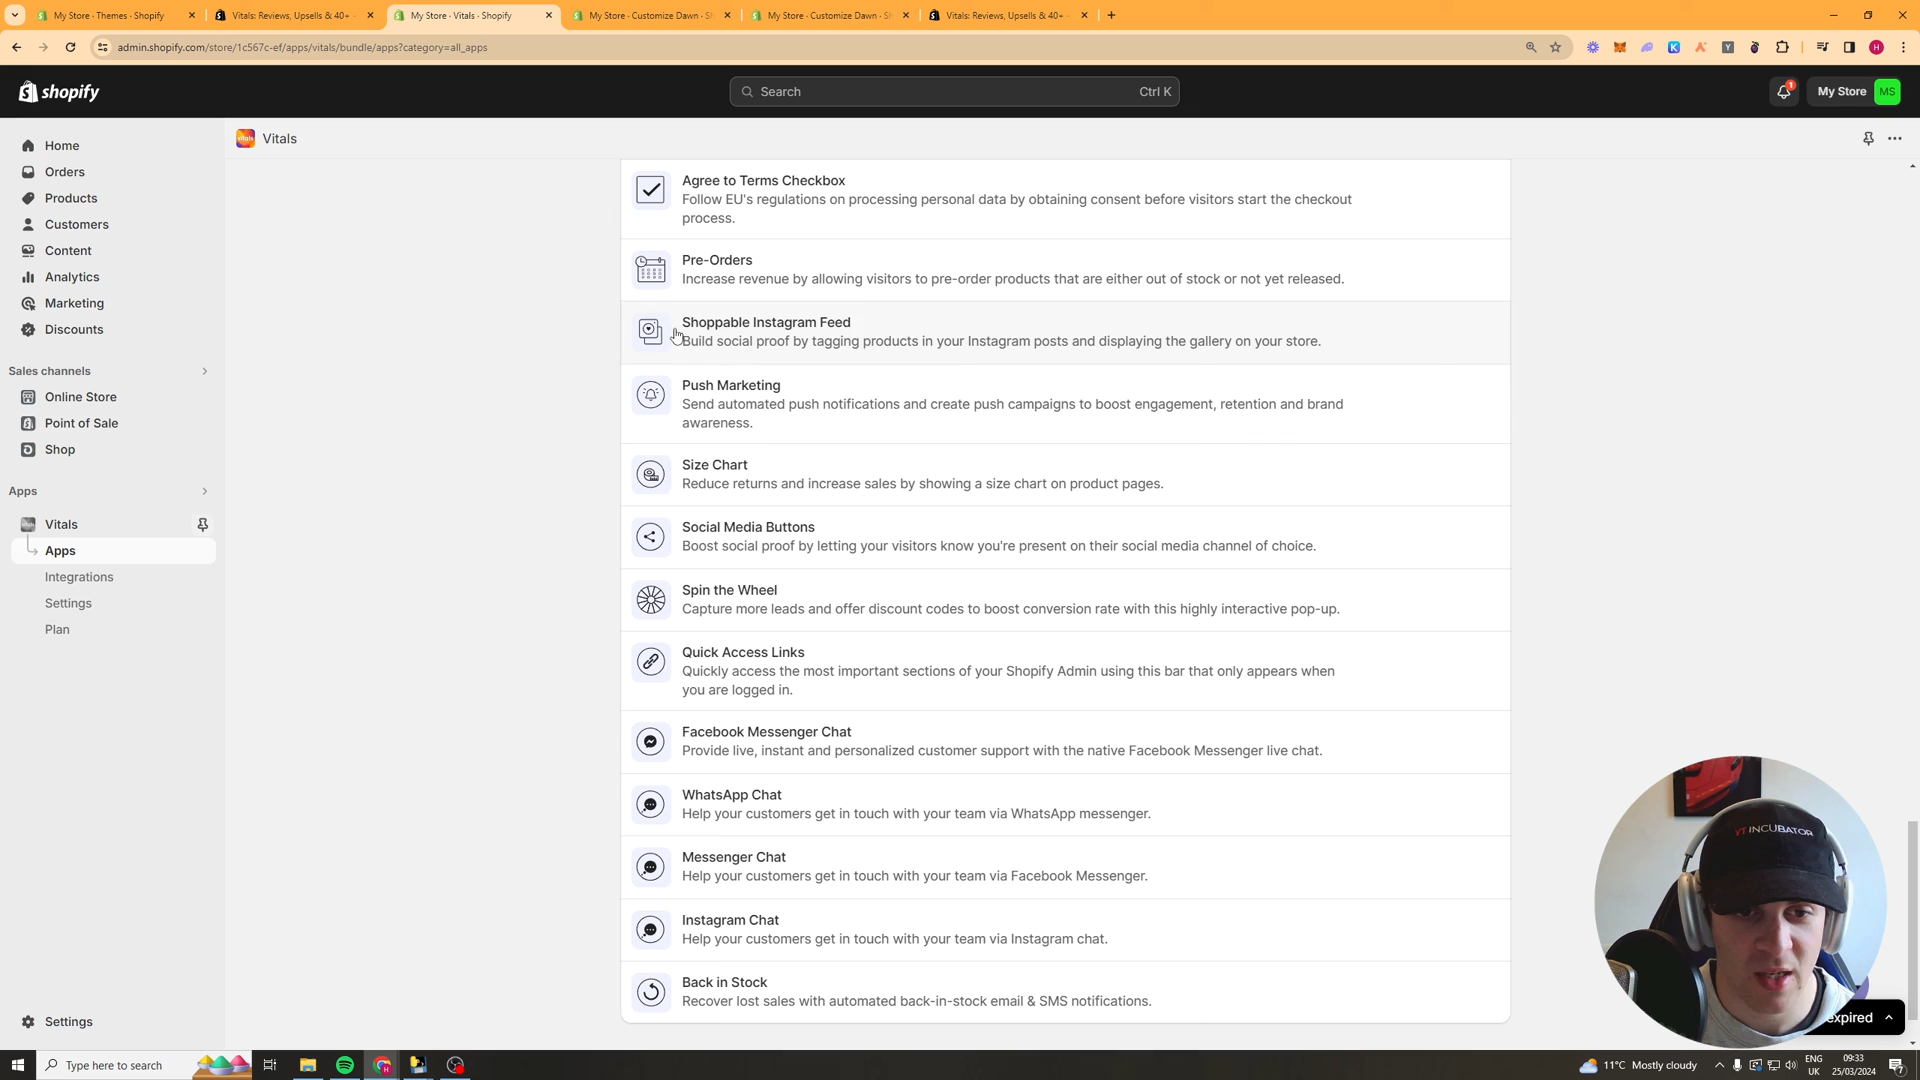 My Store · Themes · Shopify
Vitals: Reviews, Upsells & 40+
My Store · Vitals · Shopify
My Store · Customize Dawn · Sh
My Store · Customize Dawn · Sh
Vitals: Reviews, Upsells & 40+
admin.shopify.com/store/1c567c-ef/apps/vitals/bundle/apps?category=all_apps
shopify
Search
Ctrl K
1
My Store
MS
Home
Orders
Products
Customers
Content
Analytics
Marketing
Discounts
Sales channels
Online Store
Point of Sale
Shop
Apps
Vitals
Apps
Integrations
Settings
Plan
Settings
Vitals
Agree to Terms Checkbox
Follow EU's regulations on processing personal data by obtaining consent before visitors start the checkout
process.
Pre-Orders
Increase revenue by allowing visitors to pre-order products that are either out of stock or not yet released.
Shoppable Instagram Feed
Build social proof by tagging products in your Instagram posts and displaying the gallery on your store.
Push Marketing
Send automated push notifications and create push campaigns to boost engagement, retention and brand
awareness.
Size Chart
Reduce returns and increase sales by showing a size chart on product pages.
Social Media Buttons
Boost social proof by letting your visitors know you're present on their social media channel of choice.
Spin the Wheel
Capture more leads and offer discount codes to boost conversion rate with this highly interactive pop-up.
Quick Access Links
Quickly access the most important sections of your Shopify Admin using this bar that only appears when
you are logged in.
Facebook Messenger Chat
Provide live, instant and personalized customer support with the native Facebook Messenger live chat.
WhatsApp Chat
Help your customers get in touch with your team via WhatsApp messenger.
Messenger Chat
Help your customers get in touch with your team via Facebook Messenger.
Instagram Chat
Help your customers get in touch with your team via Instagram chat.
Back in Stock
Recover lost sales with automated back-in-stock email & SMS notifications.
YT INCUBATOR
expired
Type here to search
11°C Mostly cloudy
ENG
UK
09:33
25/03/2024